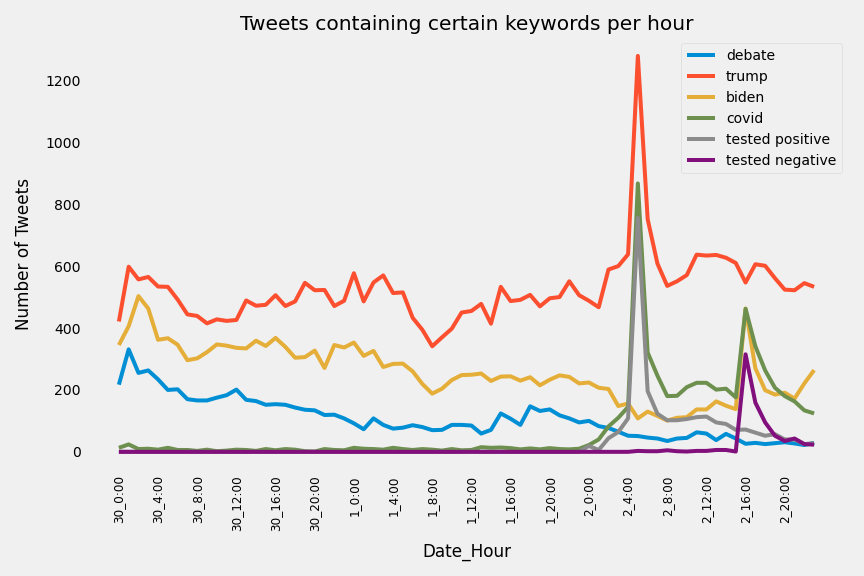 Tweets containing certain keywords per hour
debate
trump
biden
covid
tested positive
tested negative
Number of Tweets
1200
1000
800
600
400
200
0
30_0:00
30_4:00
30_8:00
30_12:00
30_16:00
30_20:00
1_0:00
1_4:00
1_8:00
1_12:00
1_16:00
1_20:00
2_0:00
2_4:00
2_8:00
2_12:00
2_16:00
2_20:00
Date_Hour